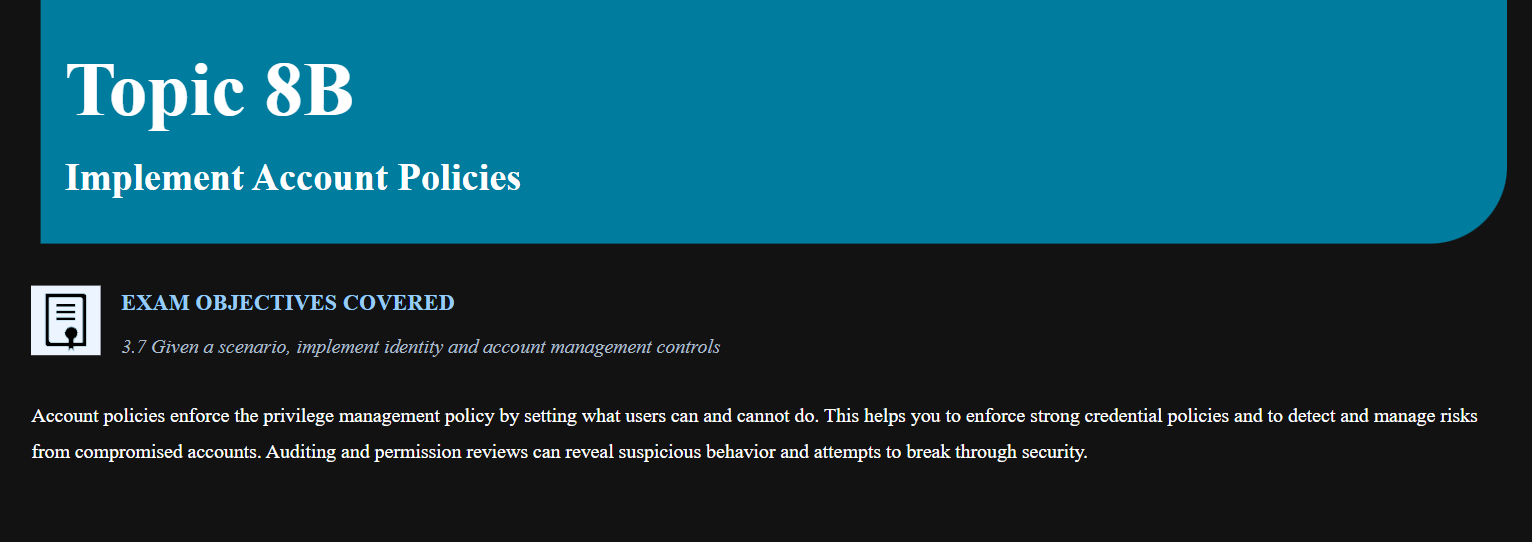 Topic 8B
Implement Account Policies
EXAM OBJECTIVES COVERED
3.7 Given a scenario, implement identity and account management controls
Account policies enforce the privilege management policy by setting what users can and cannot do. This helps you to enforce strong credential policies and to detect and manage risks
from compromised accounts. Auditing and permission reviews can reveal suspicious behavior and attempts to break through security.